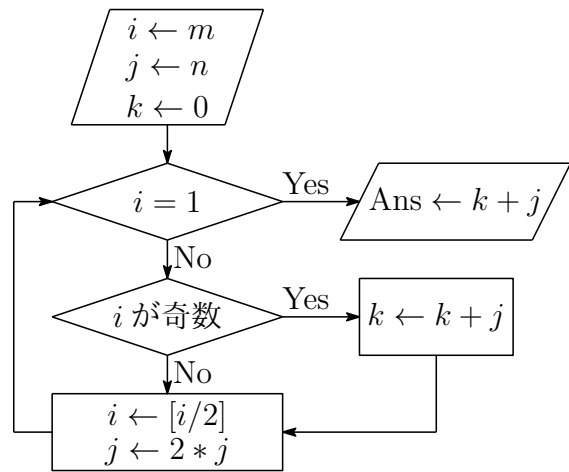 i ← m
j ← n
k ← 0
i = 1
Yes
Ans ← k + j
No
i が奇数
Yes
k ← k + j
No
i ← [i/2]
j ← 2 * j